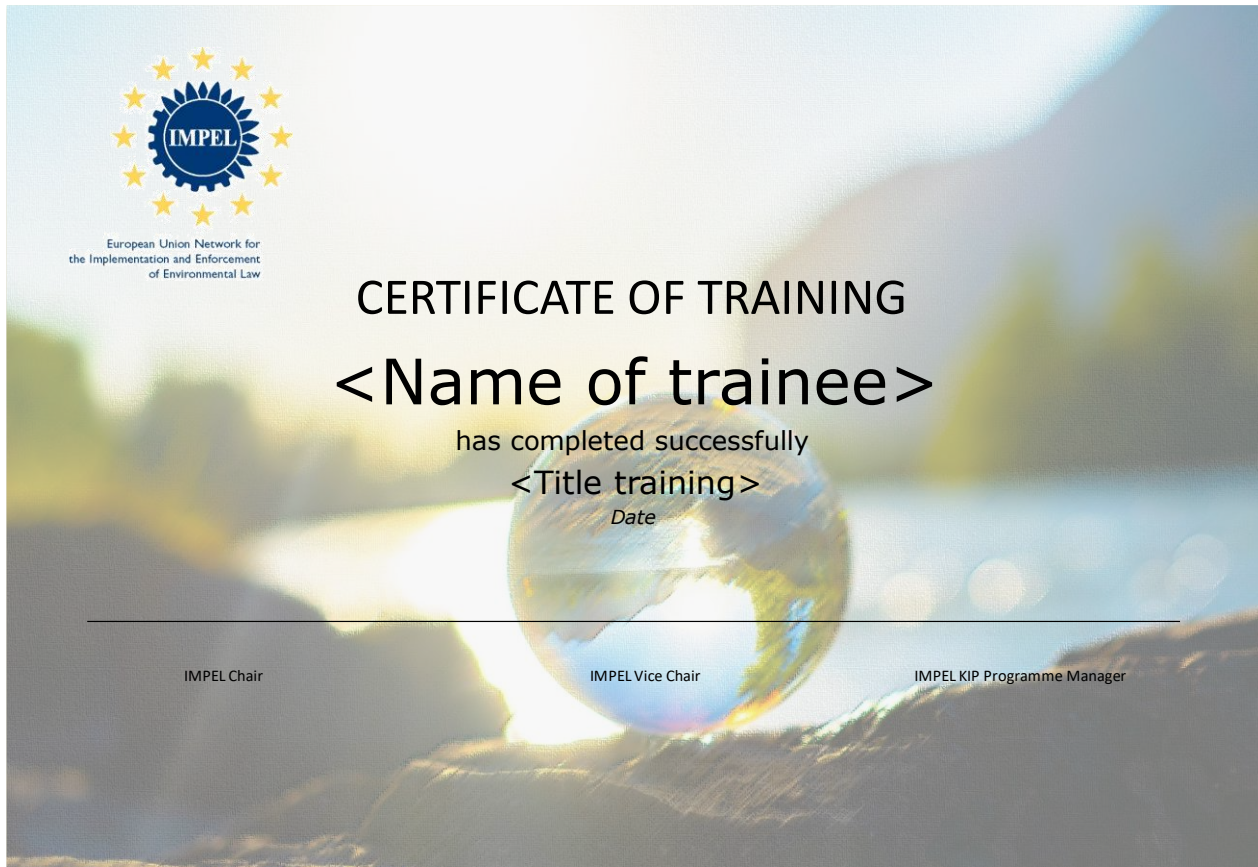 IMPEL
European Union Network for
the Implementation and Enforcement
of Environmental Law
CERTIFICATE OF TRAINING
<Name of trainee>
has completed successfully
<Title training>
Date
IMPEL Chair
IMPEL Vice Chair
IMPEL KIP Programme Manager